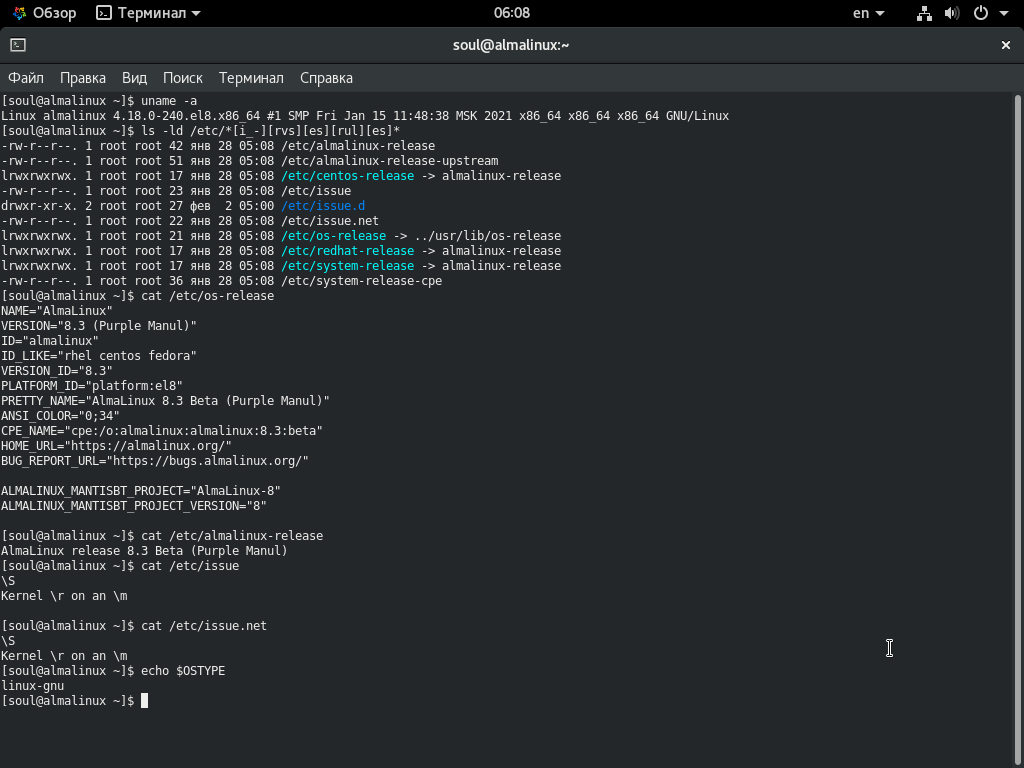 Обзор Терминал 06:08 en
soul@almalinux:~
Файл Правка Вид Поиск Терминал Справка
[soul@almalinux ~]$ uname -a
Linux almalinux 4.18.0-240.el8.x86_64 #1 SMP Fri Jan 15 11:48:38 MSK 2021 x86_64 x86_64 x86_64 GNU/Linux
[soul@almalinux ~]$ ls -ld /etc/*[i_-][rvs][es][rul][es]*
-rw-r--r--. 1 root root 42 янв 28 05:08 /etc/almalinux-release
-rw-r--r--. 1 root root 51 янв 28 05:08 /etc/almalinux-release-upstream
lrwxrwxrwx. 1 root root 17 янв 28 05:08 /etc/centos-release -> almalinux-release
-rw-r--r--. 1 root root 23 янв 28 05:08 /etc/issue
drwxr-xr-x. 2 root root 27 фев  2 05:00 /etc/issue.d
-rw-r--r--. 1 root root 22 янв 28 05:08 /etc/issue.net
lrwxrwxrwx. 1 root root 21 янв 28 05:08 /etc/os-release -> ../usr/lib/os-release
lrwxrwxrwx. 1 root root 17 янв 28 05:08 /etc/redhat-release -> almalinux-release
lrwxrwxrwx. 1 root root 17 янв 28 05:08 /etc/system-release -> almalinux-release
-rw-r--r--. 1 root root 36 янв 28 05:08 /etc/system-release-cpe
[soul@almalinux ~]$ cat /etc/os-release
NAME="AlmaLinux"
VERSION="8.3 (Purple Manul)"
ID="almalinux"
ID_LIKE="rhel centos fedora"
VERSION_ID="8.3"
PLATFORM_ID="platform:el8"
PRETTY_NAME="AlmaLinux 8.3 Beta (Purple Manul)"
ANSI_COLOR="0;34"
CPE_NAME="cpe:/o:almalinux:almalinux:8.3:beta"
HOME_URL="https://almalinux.org/"
BUG_REPORT_URL="https://bugs.almalinux.org/"

ALMALINUX_MANTISBT_PROJECT="AlmaLinux-8"
ALMALINUX_MANTISBT_PROJECT_VERSION="8"

[soul@almalinux ~]$ cat /etc/almalinux-release
AlmaLinux release 8.3 Beta (Purple Manul)
[soul@almalinux ~]$ cat /etc/issue
\S
Kernel \r on an \m

[soul@almalinux ~]$ cat /etc/issue.net
\S
Kernel \r on an \m
[soul@almalinux ~]$ echo $OSTYPE
linux-gnu
[soul@almalinux ~]$